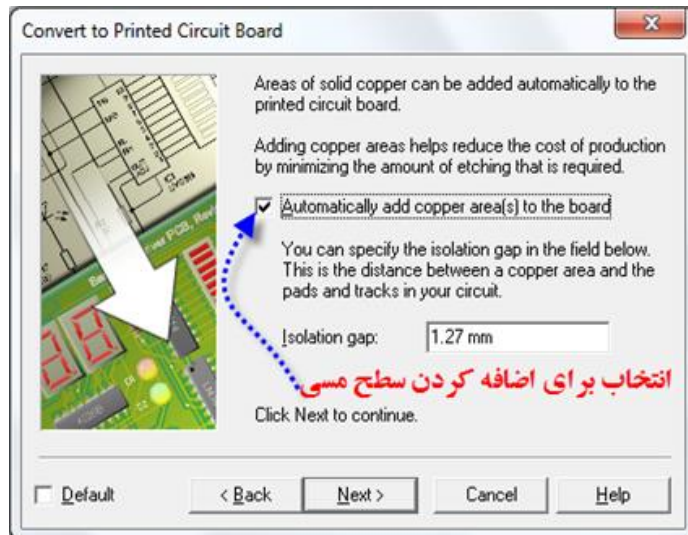 Convert to Printed Circuit Board
Areas of solid copper can be added automatically to the
printed circuit board.
Adding copper areas helps reduce the cost of production
by minimizing the amount of etching that is required.
Automatically add copper area(s) to the board
You can specify the isolation gap in the field below.
This is the distance between a copper area and the
pads and tracks in your circuit.
Isolation gap: 1.27 mm
انتخاب برای اضافه کردن سطح مسی
Click Next to continue.
Default < Back Next > Cancel Help